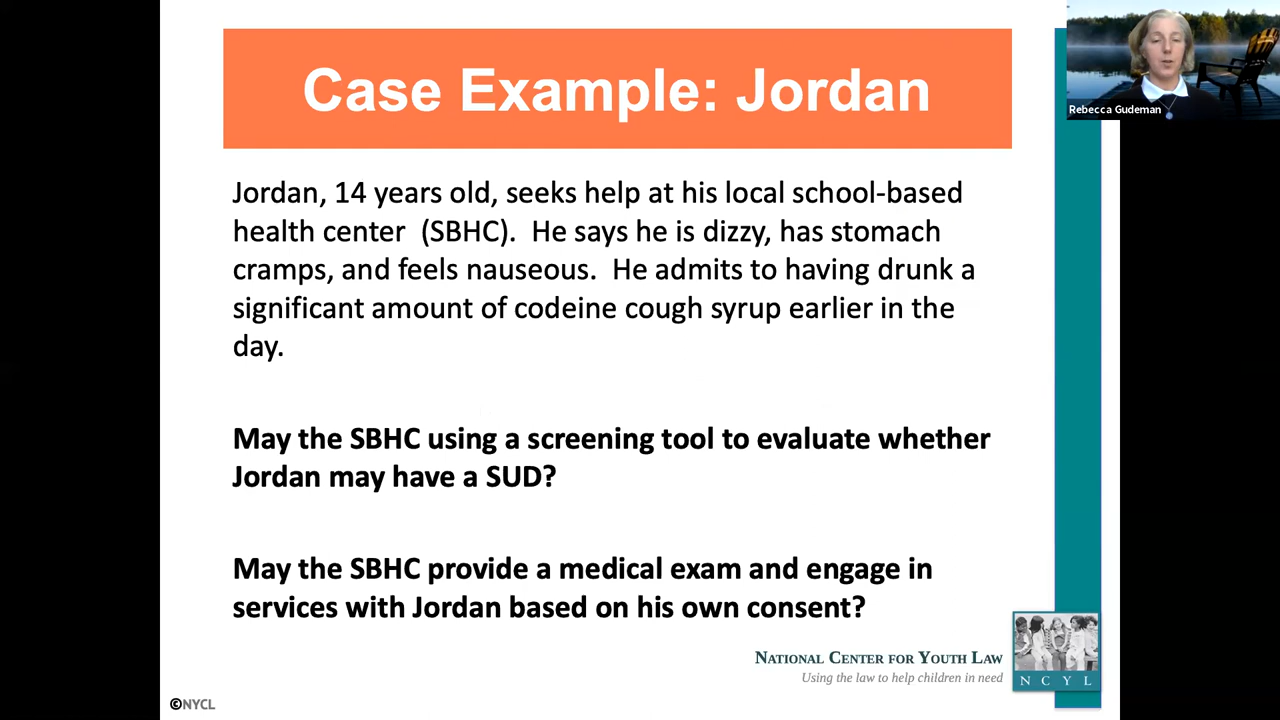 Case Example: Jordan
Rebecca Gudeman
Jordan, 14 years old, seeks help at his local school-based
health center (SBHC). He says he is dizzy, has stomach
cramps, and feels nauseous. He admits to having drunk a
significant amount of codeine cough syrup earlier in the
day.
May the SBHC using a screening tool to evaluate whether
Jordan may have a SUD?
May the SBHC provide a medical exam and engage in
services with Jordan based on his own consent?
NATIONAL CENTER FOR YOUTH LAW
Using the law to help children in need
N C Y L
©NYCL